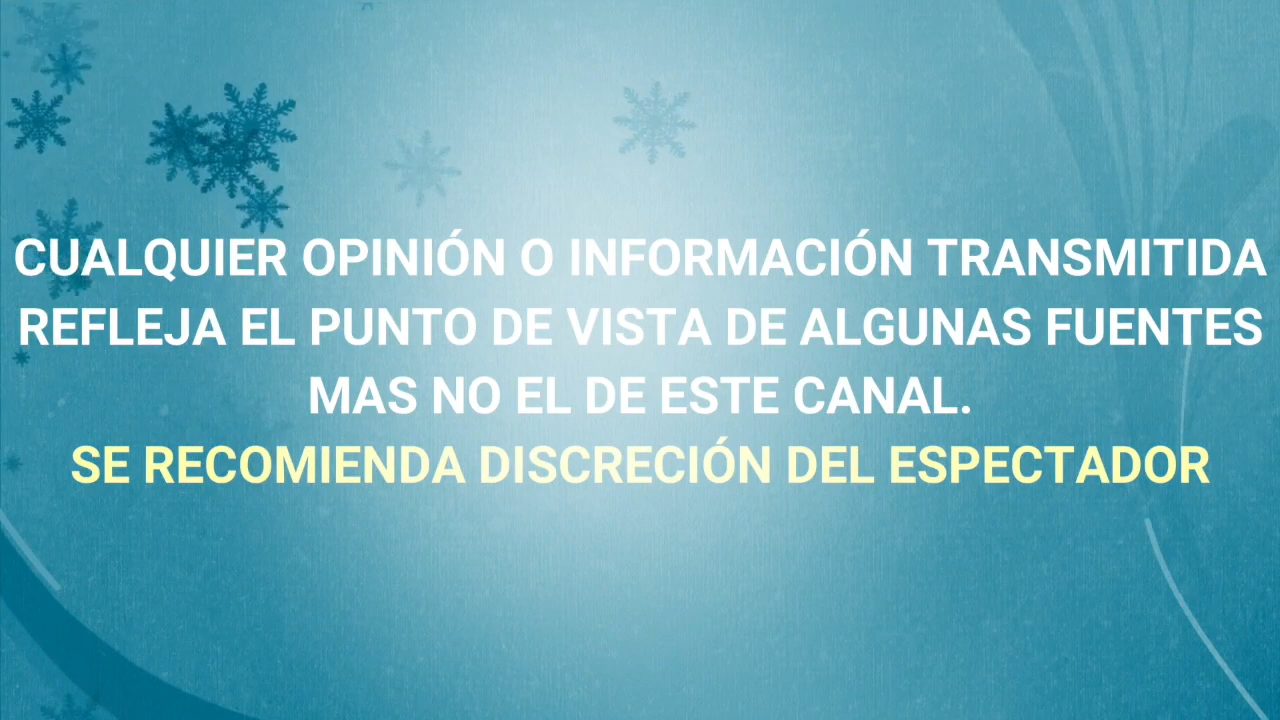 CUALQUIER OPINIÓN O INFORMACIÓN TRANSMITIDA
REFLEJA EL PUNTO DE VISTA DE ALGUNAS FUENTES
MAS NO EL DE ESTE CANAL.
SE RECOMIENDA DISCRECIÓN DEL ESPECTADOR